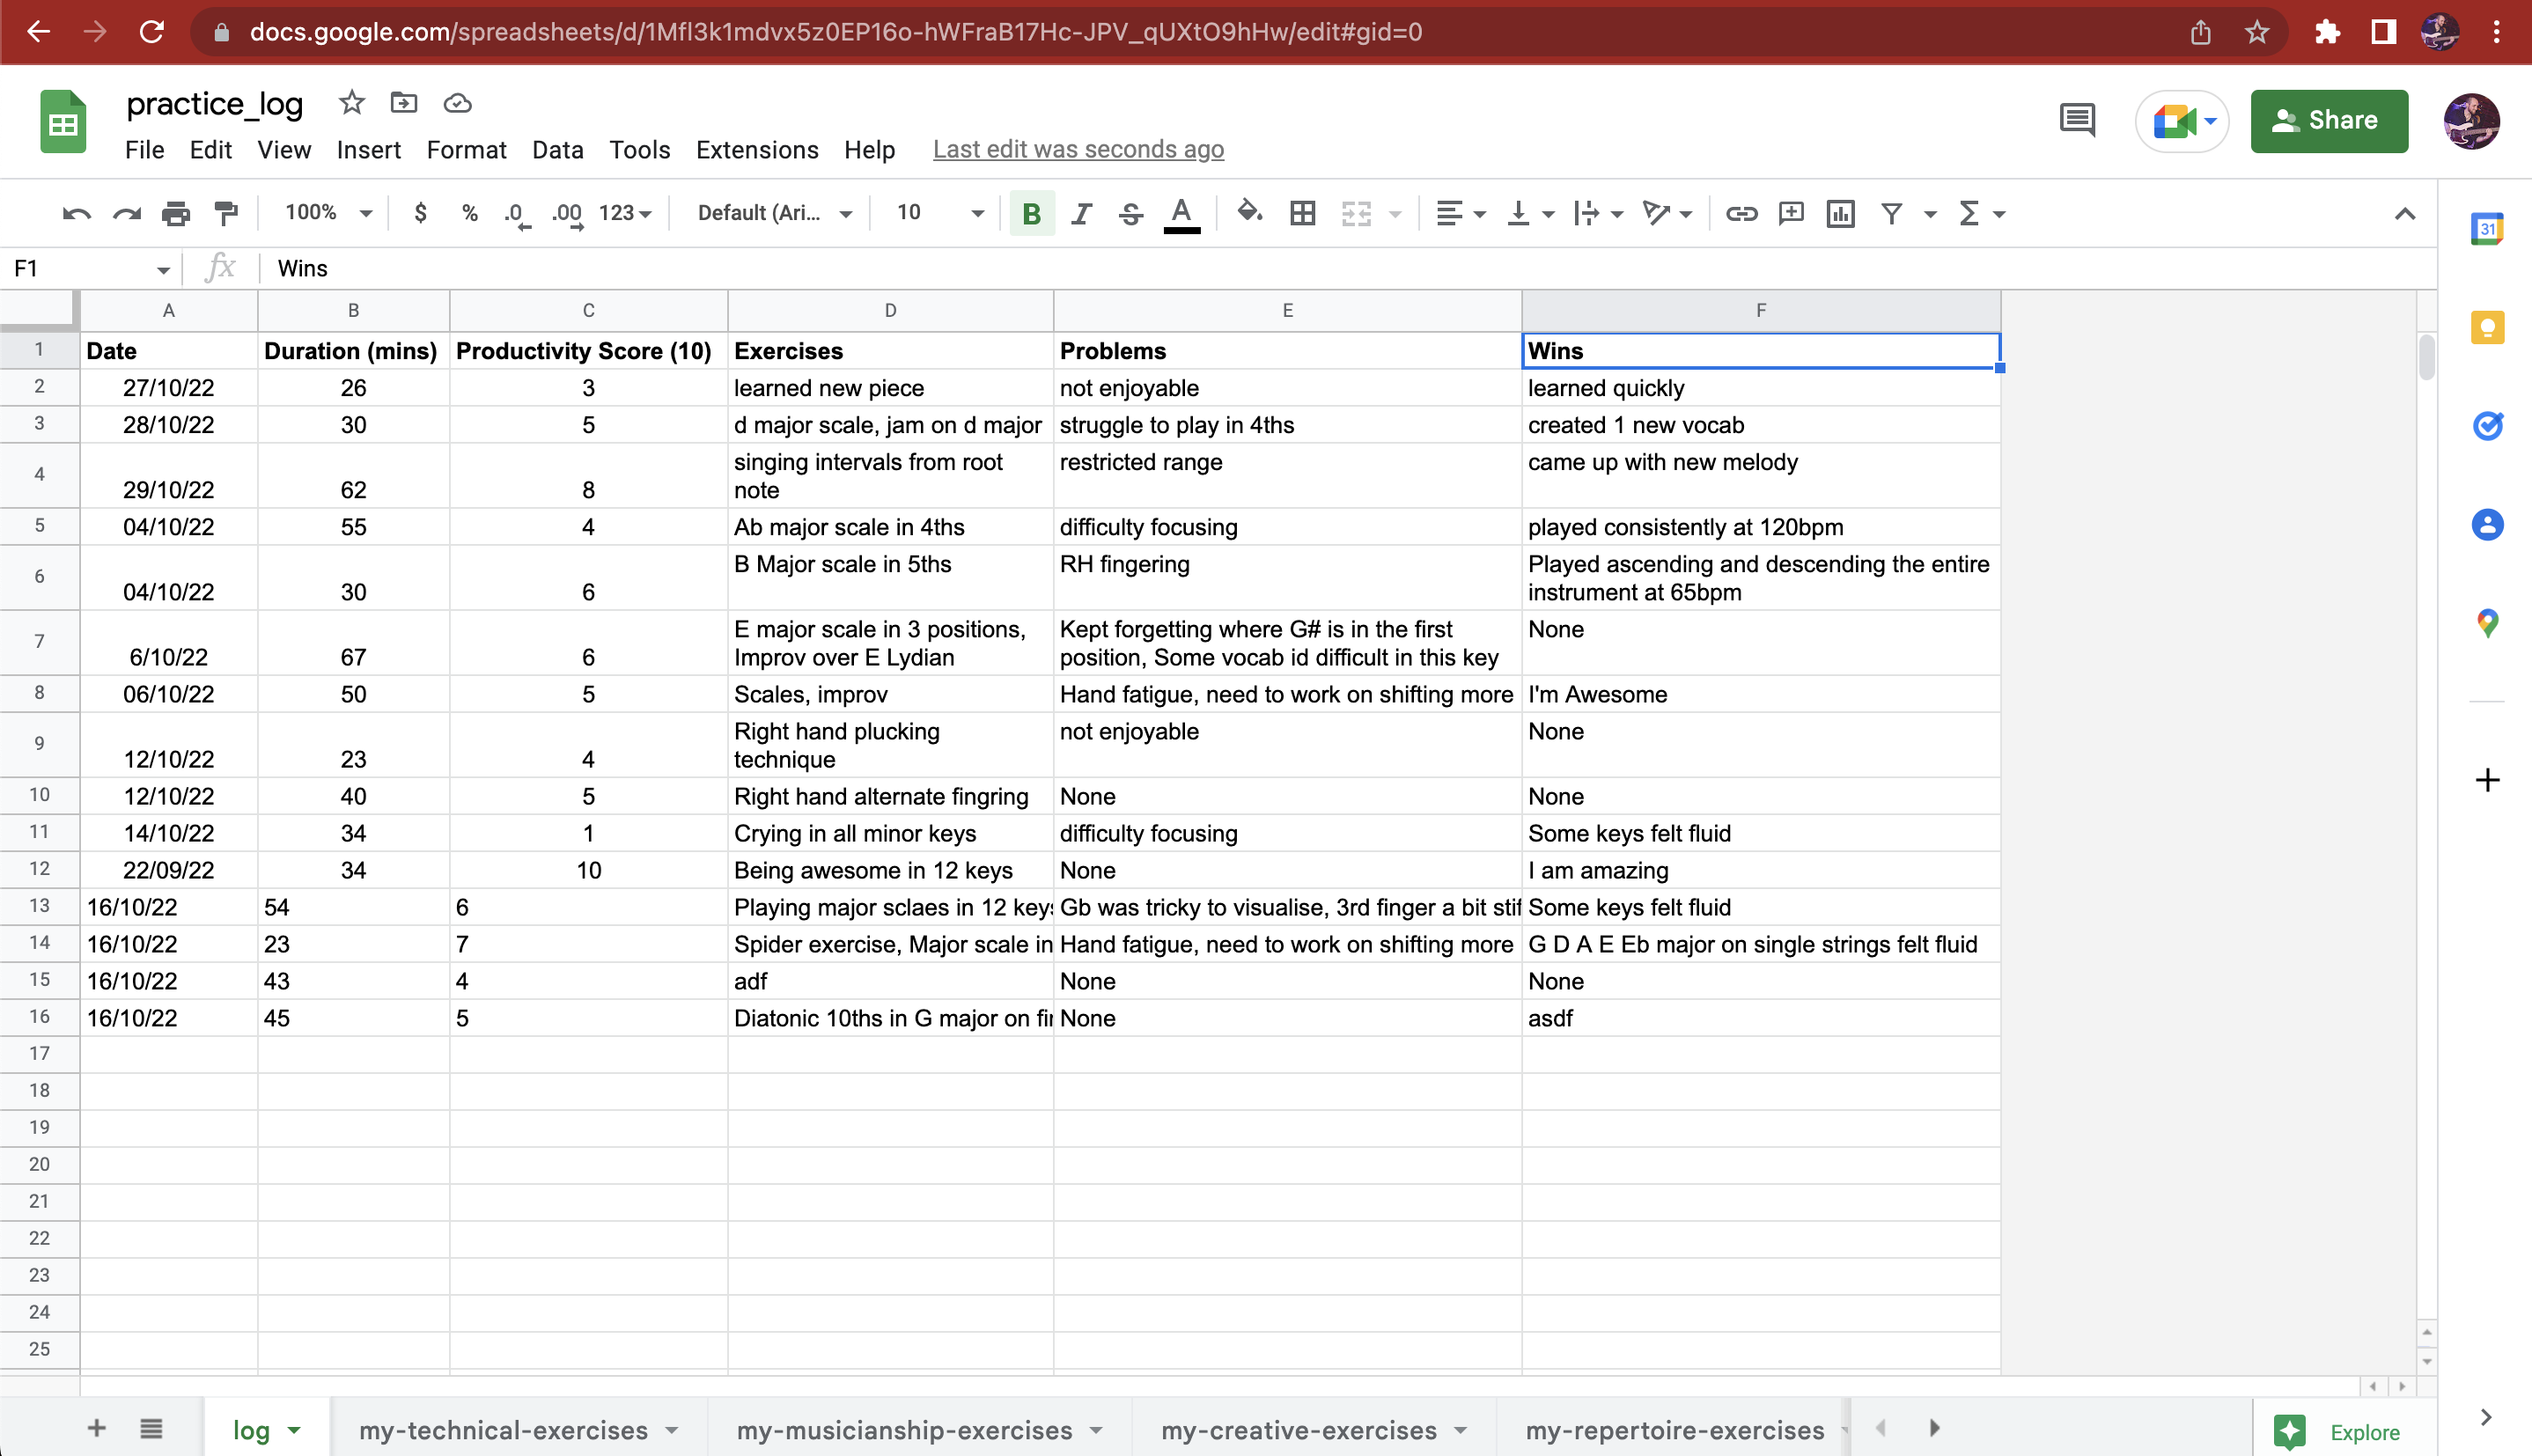 docs.google.com/spreadsheets/d/1Mfl3k1mdvx5z0EP16o-hWFraB17Hc-JPV_qUXtO9hHw/edit#gid=0
practice_log
File Edit View Insert Format Data Tools Extensions Help Last edit was seconds ago
Share
100% $ % .0 .00 123 Default (Ari... 10 B I S A
31
F1 fx Wins
A B C D E F
1 Date Duration (mins) Productivity Score (10) Exercises Problems Wins
2 27/10/22 26 3 learned new piece not enjoyable learned quickly
3 28/10/22 30 5 d major scale, jam on d major struggle to play in 4ths created 1 new vocab
4 29/10/22 62 8 singing intervals from root restricted range came up with new melody
note
5 04/10/22 55 4 Ab major scale in 4ths difficulty focusing played consistently at 120bpm
6 04/10/22 30 6 B Major scale in 5ths RH fingering Played ascending and descending the entire
instrument at 65bpm
7 6/10/22 67 6 E major scale in 3 positions, Kept forgetting where G# is in the first None
Improv over E Lydian position, Some vocab id difficult in this key
8 06/10/22 50 5 Scales, improv Hand fatigue, need to work on shifting more I'm Awesome
9 12/10/22 23 4 Right hand plucking not enjoyable None
technique
10 12/10/22 40 5 Right hand alternate fingring None None
11 14/10/22 34 1 Crying in all minor keys difficulty focusing Some keys felt fluid
12 22/09/22 34 10 Being awesome in 12 keys None I am amazing
13 16/10/22 54 6 Playing major sclaes in 12 keys Gb was tricky to visualise, 3rd finger a bit stif Some keys felt fluid
14 16/10/22 23 7 Spider exercise, Major scale in Hand fatigue, need to work on shifting more G D A E Eb major on single strings felt fluid
15 16/10/22 43 4 adf None None
16 16/10/22 45 5 Diatonic 10ths in G major on fir None asdf
17
18
19
20
21
22
23
24
25
log my-technical-exercises my-musicianship-exercises my-creative-exercises my-repertoire-exercises Explore